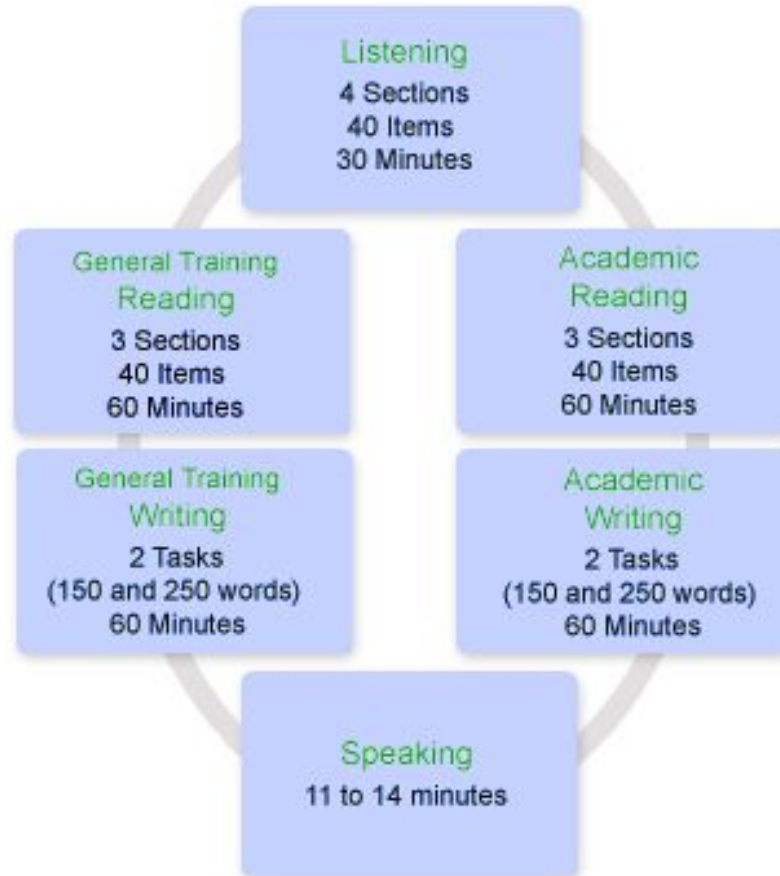 Listening
4 Sections
40 Items
30 Minutes
General Training
Reading
3 Sections
40 Items
60 Minutes
Academic
Reading
3 Sections
40 Items
60 Minutes
General Training
Writing
2 Tasks
(150 and 250 words)
60 Minutes
Academic
Writing
2 Tasks
(150 and 250 words)
60 Minutes
Speaking
11 to 14 minutes